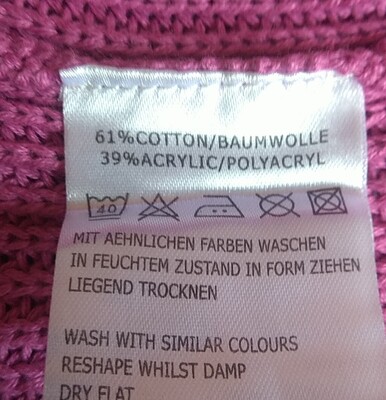 61%COTTON/BAUMWOLLE
39%ACRYLIC/POLYACRYL
40
MIT AEHNLICHEN FARBEN WASCHEN
IN FEUCHTEM ZUSTAND IN FORM ZIEHEN
LIEGEND TROCKNEN
WASH WITH SIMILAR COLOURS
RESHAPE WHILST DAMP
DRY FLAT